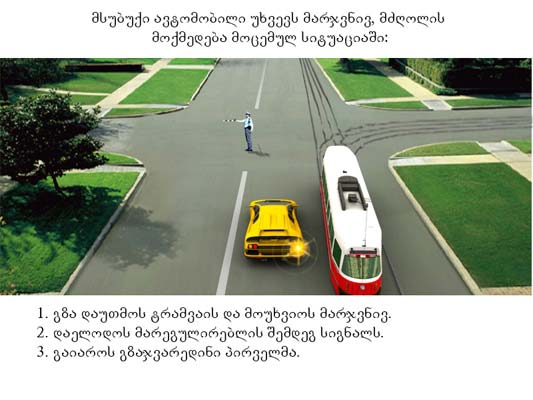 მსუბუქი ავტომობილი უხვევს მარჯვნივ, მძღოლის
მოქმედება მოცემულ სიტუაციაში:
1. გზა დაუთმოს ტრამვაის და მოუხვიოს მარჯვნივ.
2. დაელოდოს მარეგულირებლის შემდეგ სიგნალს.
3. გაიაროს გზაჯვარედინი პირველმა.